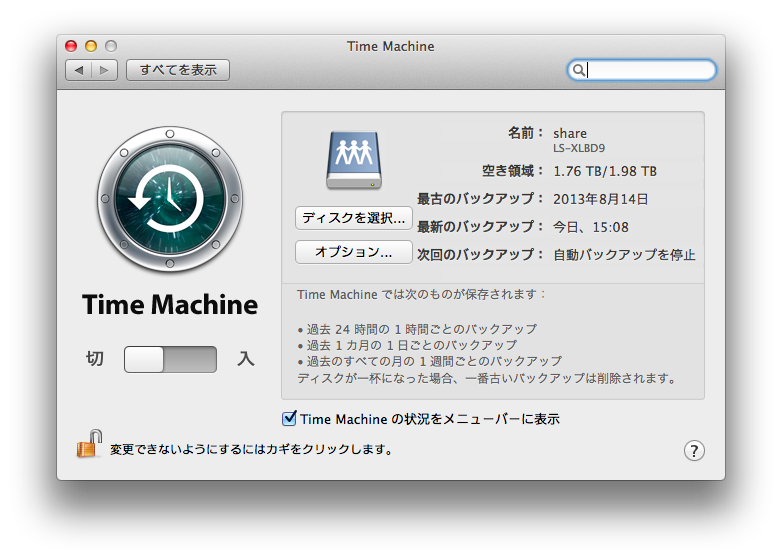 Time Machine
すべてを表示
名前： share
LS-XLBD9
空き領域： 1.76 TB/1.98 TB
最古のバックアップ： 2013年8月14日
ディスクを選択...
最新のバックアップ： 今日、15:08
オプション...
次回のバックアップ： 自動バックアップを停止
Time Machine
Time Machine では次のものが保存されます：
• 過去 24 時間の 1 時間ごとのバックアップ
• 過去 1 カ月の 1 日ごとのバックアップ
• 過去のすべての月の 1 週間ごとのバックアップ
ディスクが一杯になった場合、一番古いバックアップは削除されます。
切 入
Time Machine の状況をメニューバーに表示
変更できないようにするにはカギをクリックします。
?